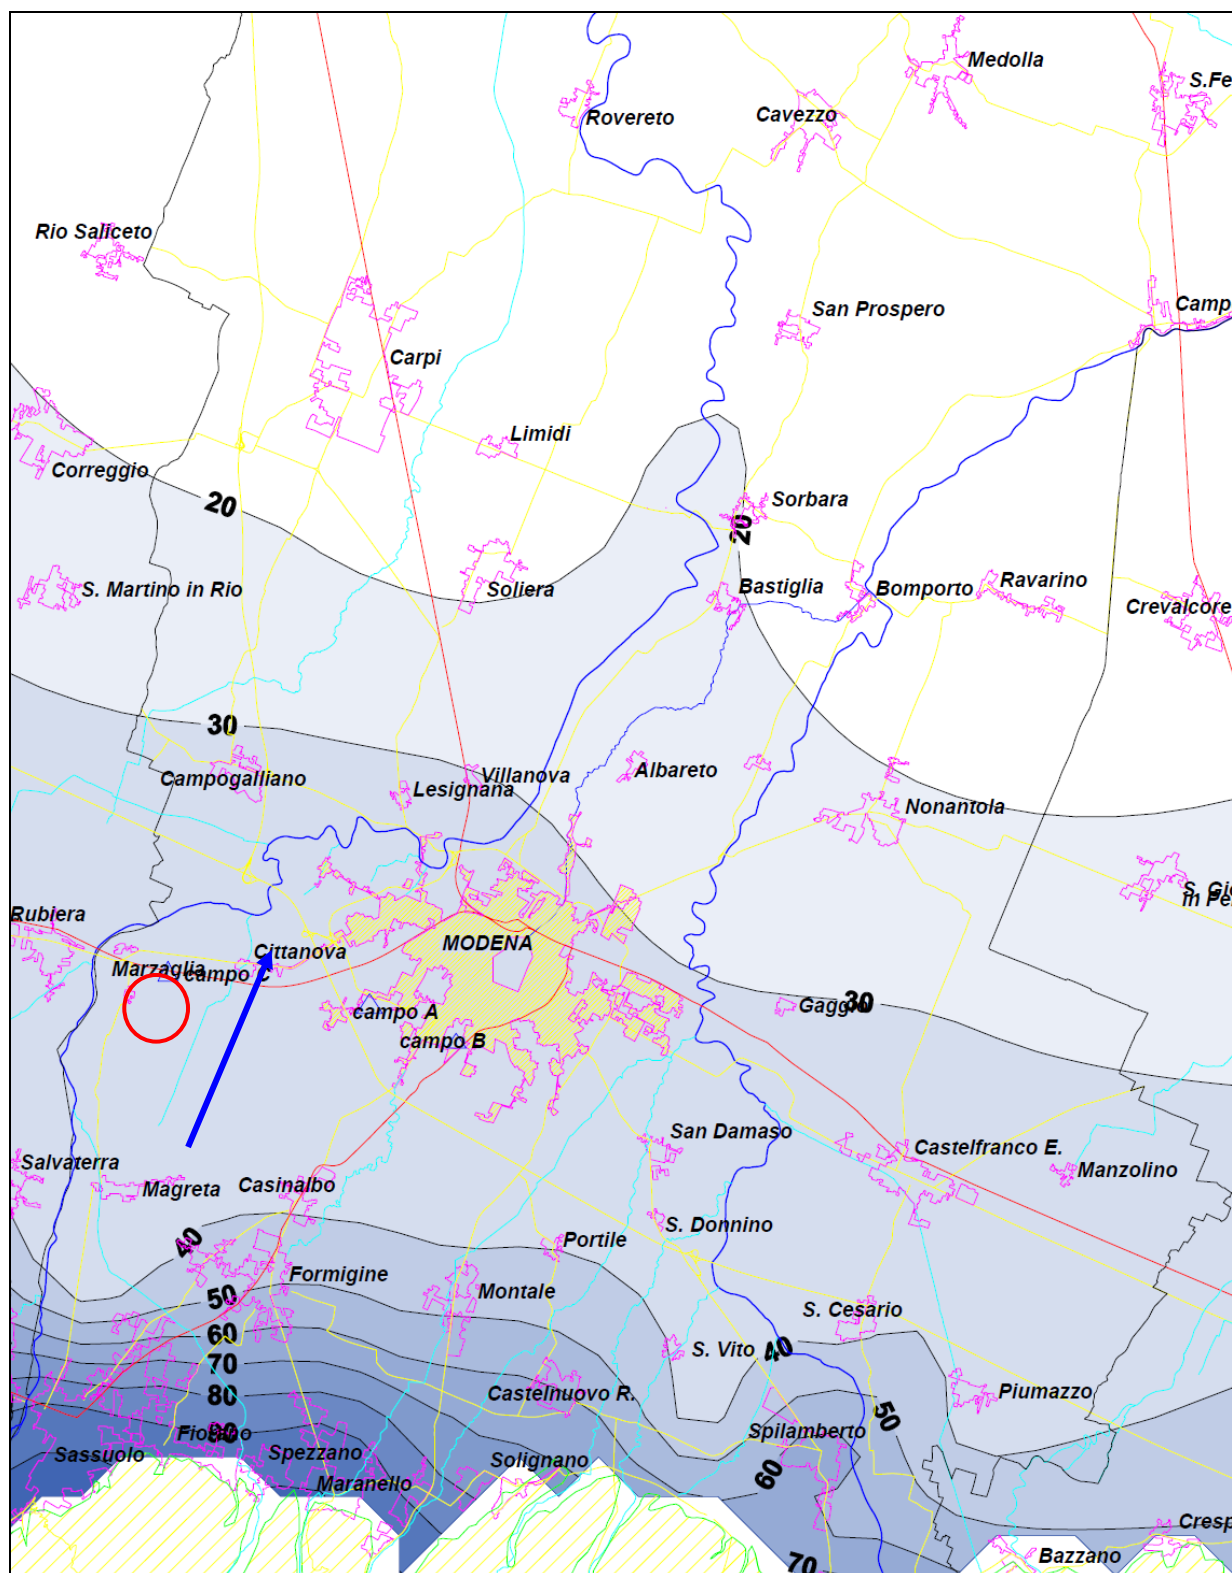 Medolla
S.Fe
Rovereto
Cavezzo
Rio Saliceto
San Prospero
Camp
Carpi
Limidi
Correggio
20
Sorbara
20
S. Martino in Rio
Soliera
Bastiglia
Bomporto
Ravarino
Crevalcore
30
Campogalliano
Lesignana
Villanova
Albareto
Nonantola
S. Gi
in Pe
Rubiera
Cittanova
MODENA
Marzaglia
campo C
campo A
Gaggio
30
campo B
San Damaso
Castelfranco E.
Salvaterra
Magreta
Casinalbo
Manzolino
S. Donnino
40
Portile
Formigine
Montale
50
S. Cesario
60
S. Vito
40
70
80
Castelnuovo R.
Piumazzo
50
Fiorano
90
Spilamberto
Sassuolo
Spezzano
Solignano
60
Maranello
Cresp
Bazzano
70